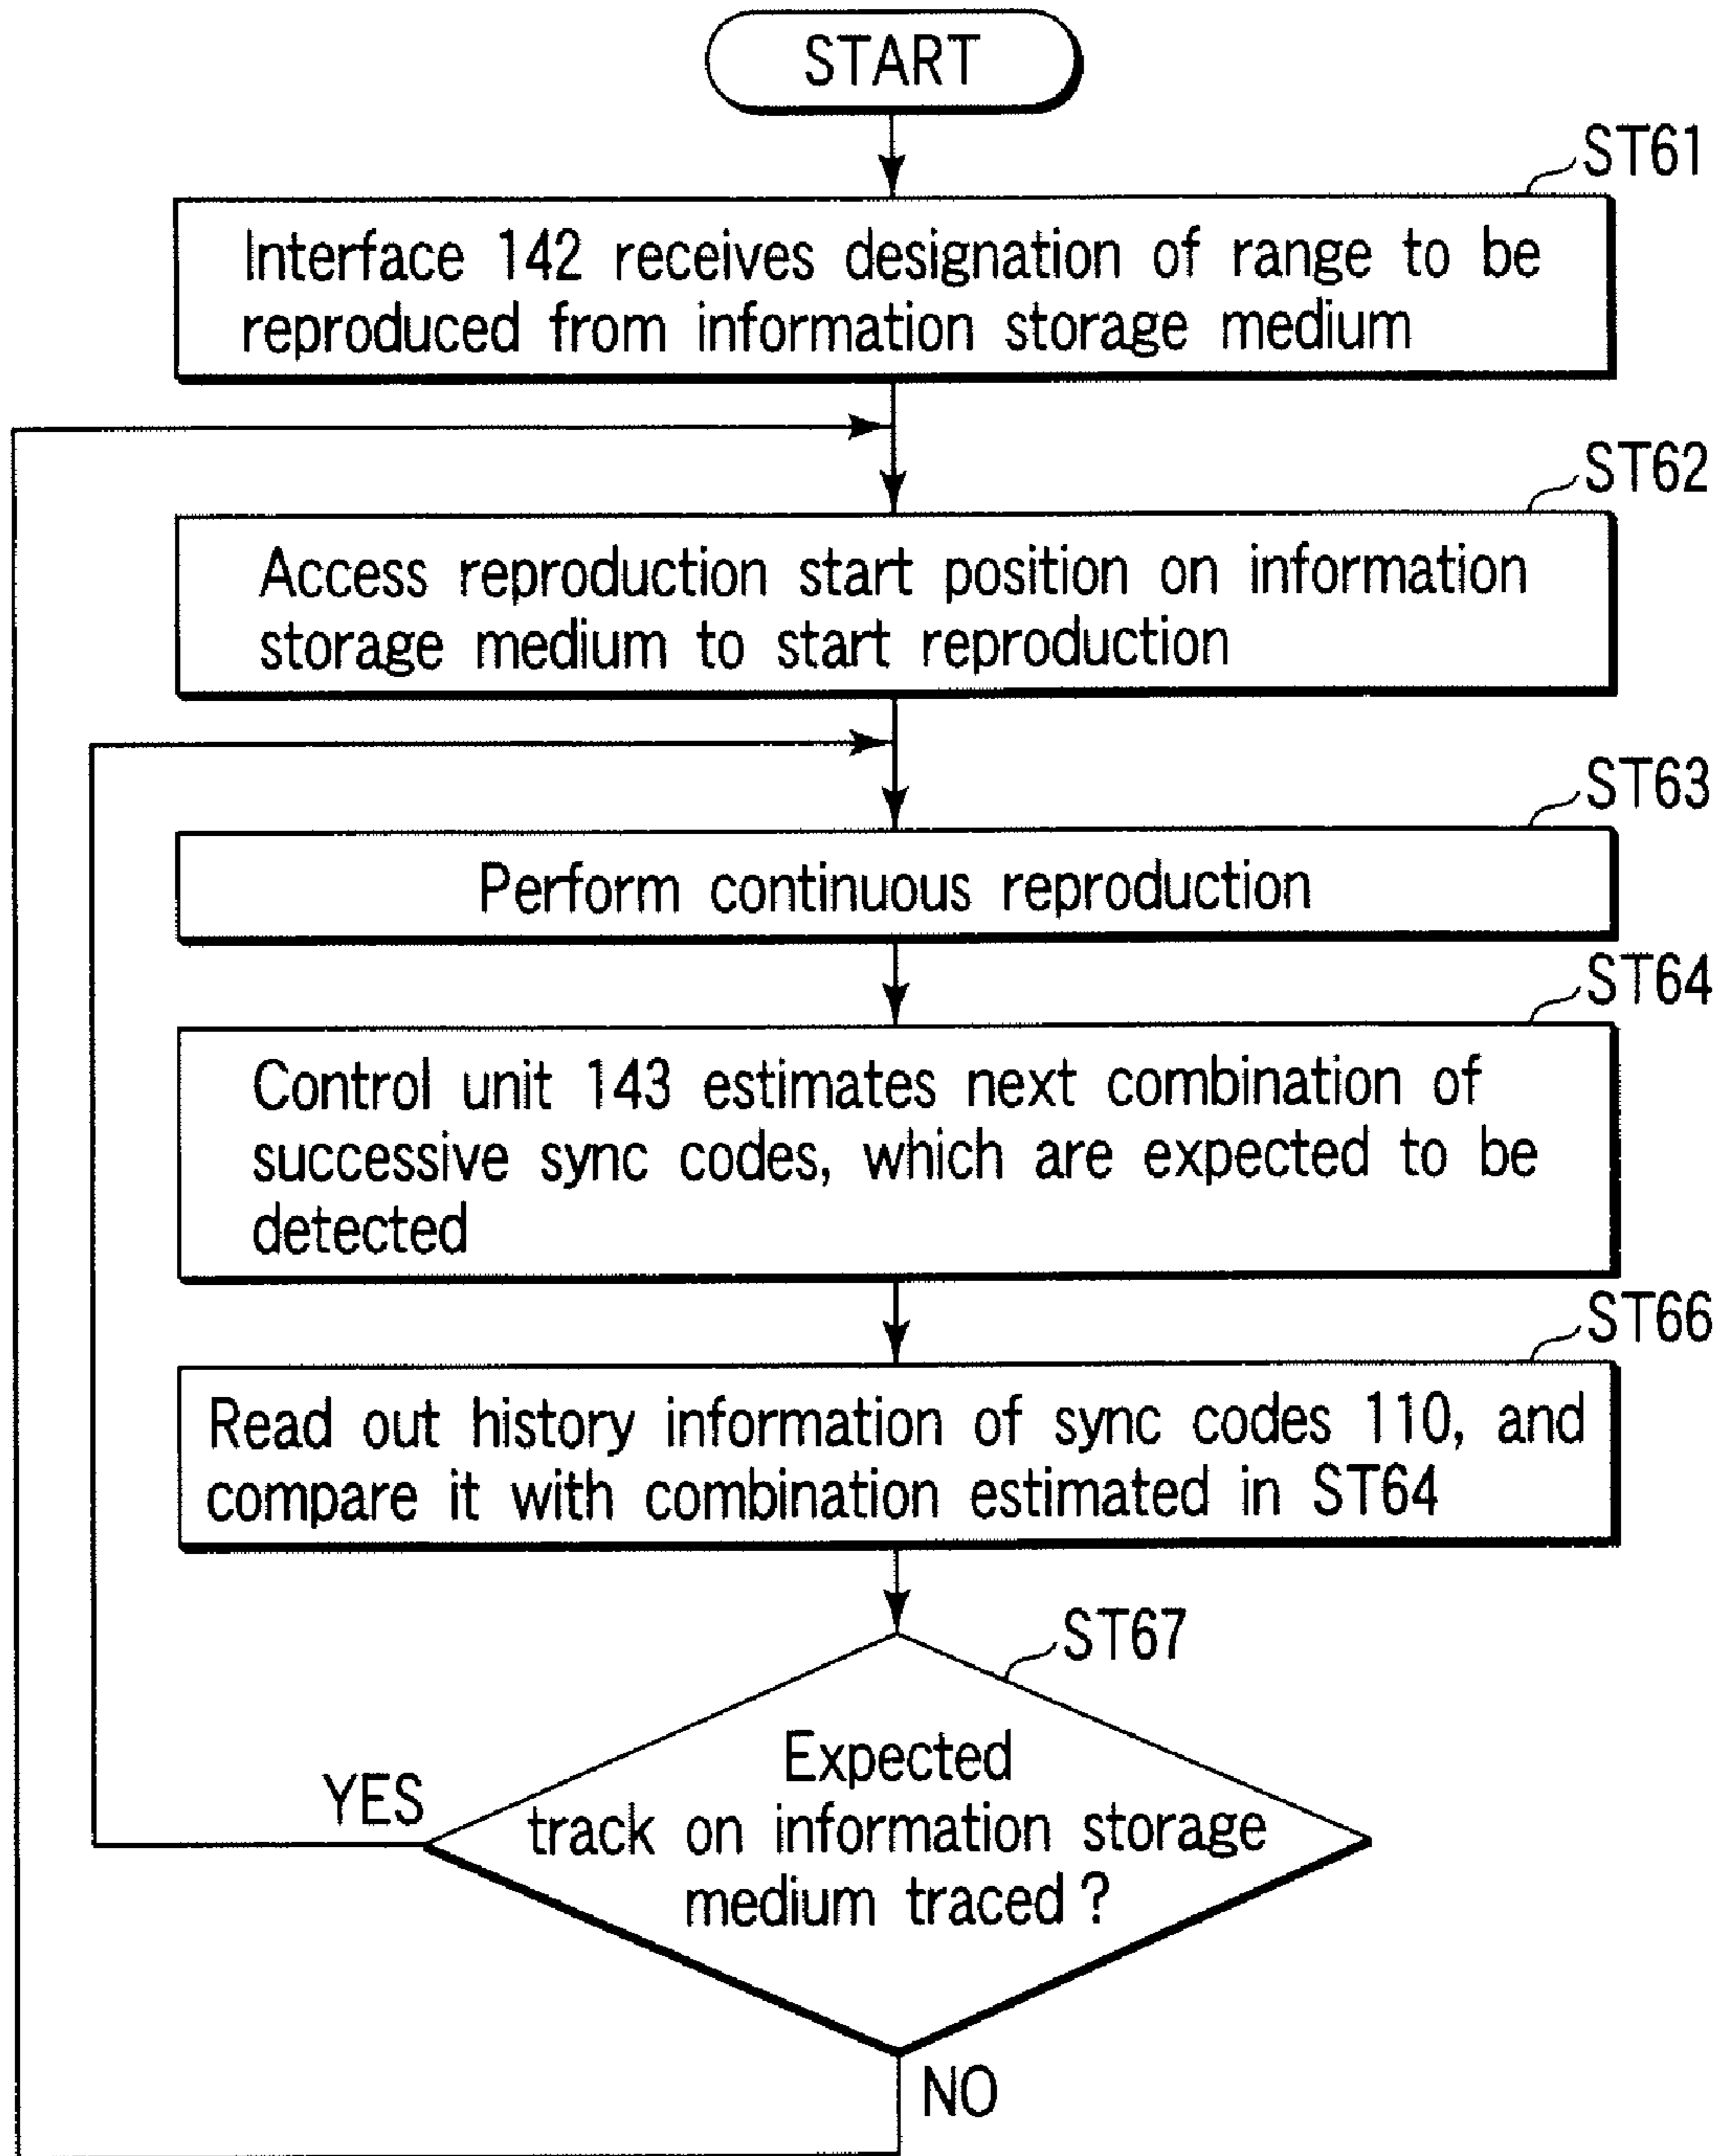 START
ST61
Interface 142 receives designation of range to be
reproduced from information storage medium
ST62
Access reproduction start position on information
storage medium to start reproduction
ST63
Perform continuous reproduction
ST64
Control unit 143 estimates next combination of
successive sync codes, which are expected to be
detected
ST66
Read out history information of sync codes 110, and
compare it with combination estimated in ST64
ST67
Expected
YES
track on information storage
medium traced ?
NO